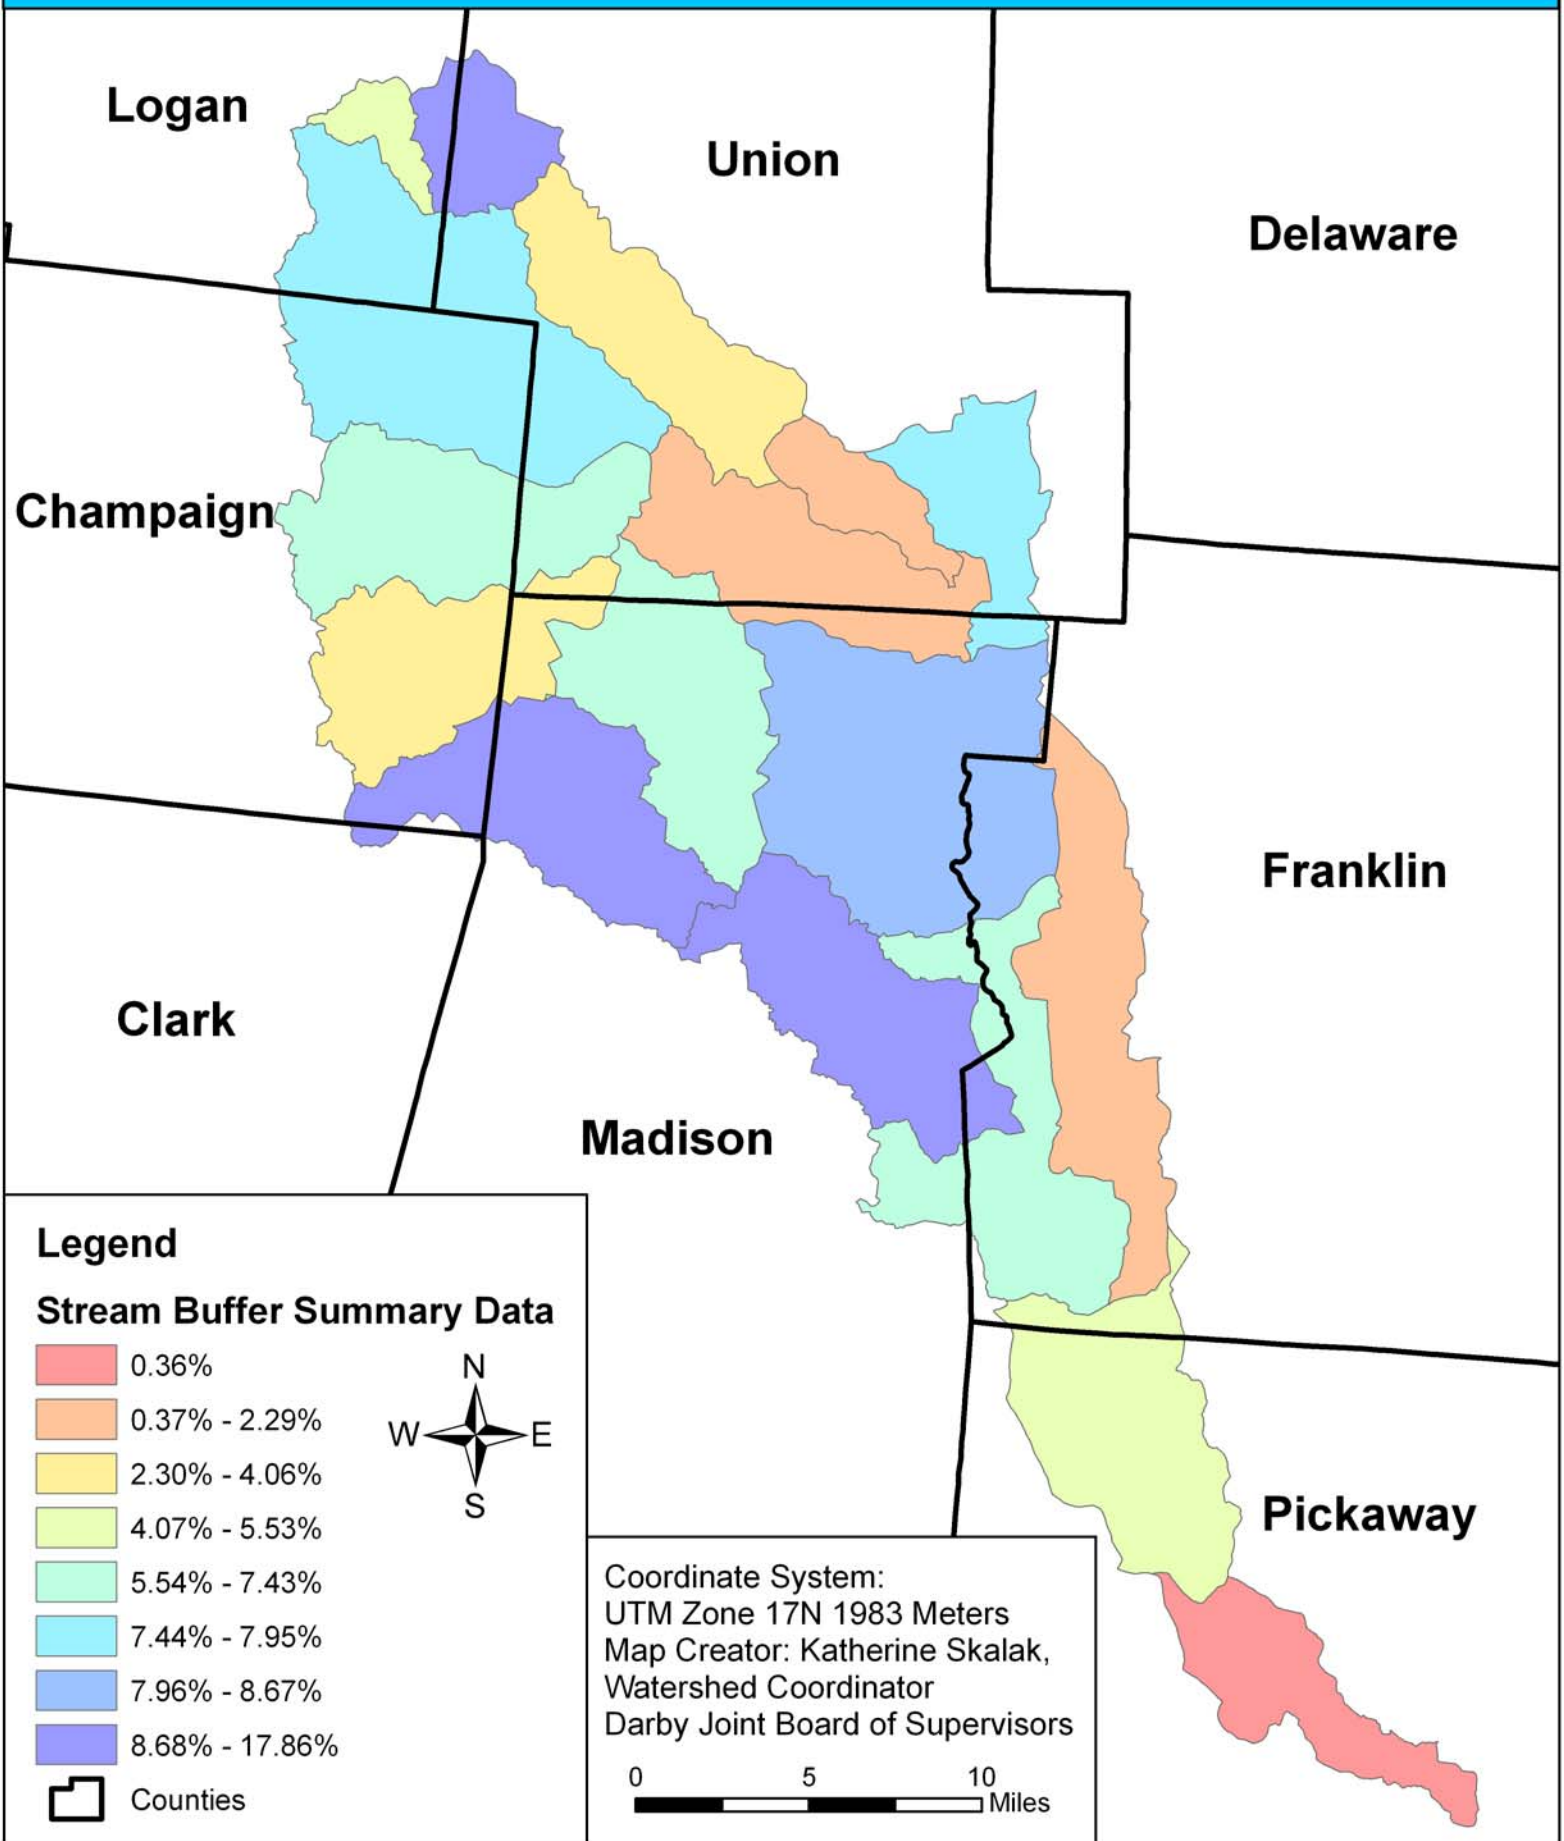 Logan
Union
Delaware
Champaign
Franklin
Clark
Madison
Pickaway
Legend
Stream Buffer Summary Data
0.36%
0.37% - 2.29%
2.30% - 4.06%
4.07% - 5.53%
5.54% - 7.43%
7.44% - 7.95%
7.96% - 8.67%
8.68% - 17.86%
Counties
N
W E
S
Coordinate System:
UTM Zone 17N 1983 Meters
Map Creator: Katherine Skalak,
Watershed Coordinator
Darby Joint Board of Supervisors
0 5 10
Miles